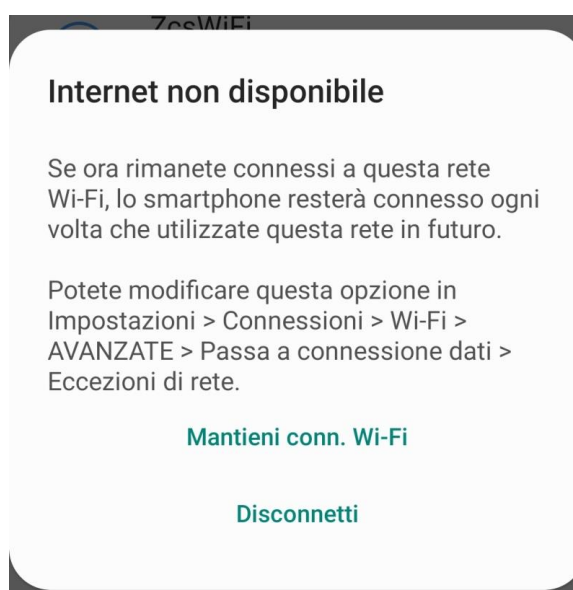 ZcsWiFi
Internet non disponibile
Se ora rimanete connessi a questa rete
Wi-Fi, lo smartphone resterà connesso ogni
volta che utilizzate questa rete in futuro.
Potete modificare questa opzione in
Impostazioni > Connessioni > Wi-Fi >
AVANZATE > Passa a connessione dati >
Eccezioni di rete.
Mantieni conn. Wi-Fi
Disconnetti